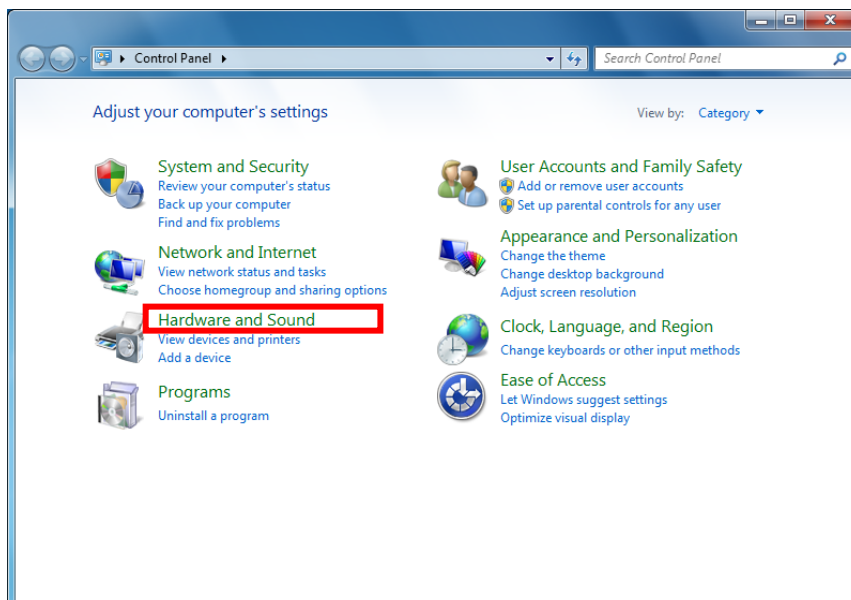 Control Panel
Search Control Panel
Adjust your computer's settings
View by: Category
System and Security
Review your computer's status
Back up your computer
Find and fix problems
Network and Internet
View network status and tasks
Choose homegroup and sharing options
Hardware and Sound
View devices and printers
Add a device
Programs
Uninstall a program
User Accounts and Family Safety
Add or remove user accounts
Set up parental controls for any user
Appearance and Personalization
Change the theme
Change desktop background
Adjust screen resolution
Clock, Language, and Region
Change keyboards or other input methods
Ease of Access
Let Windows suggest settings
Optimize visual display